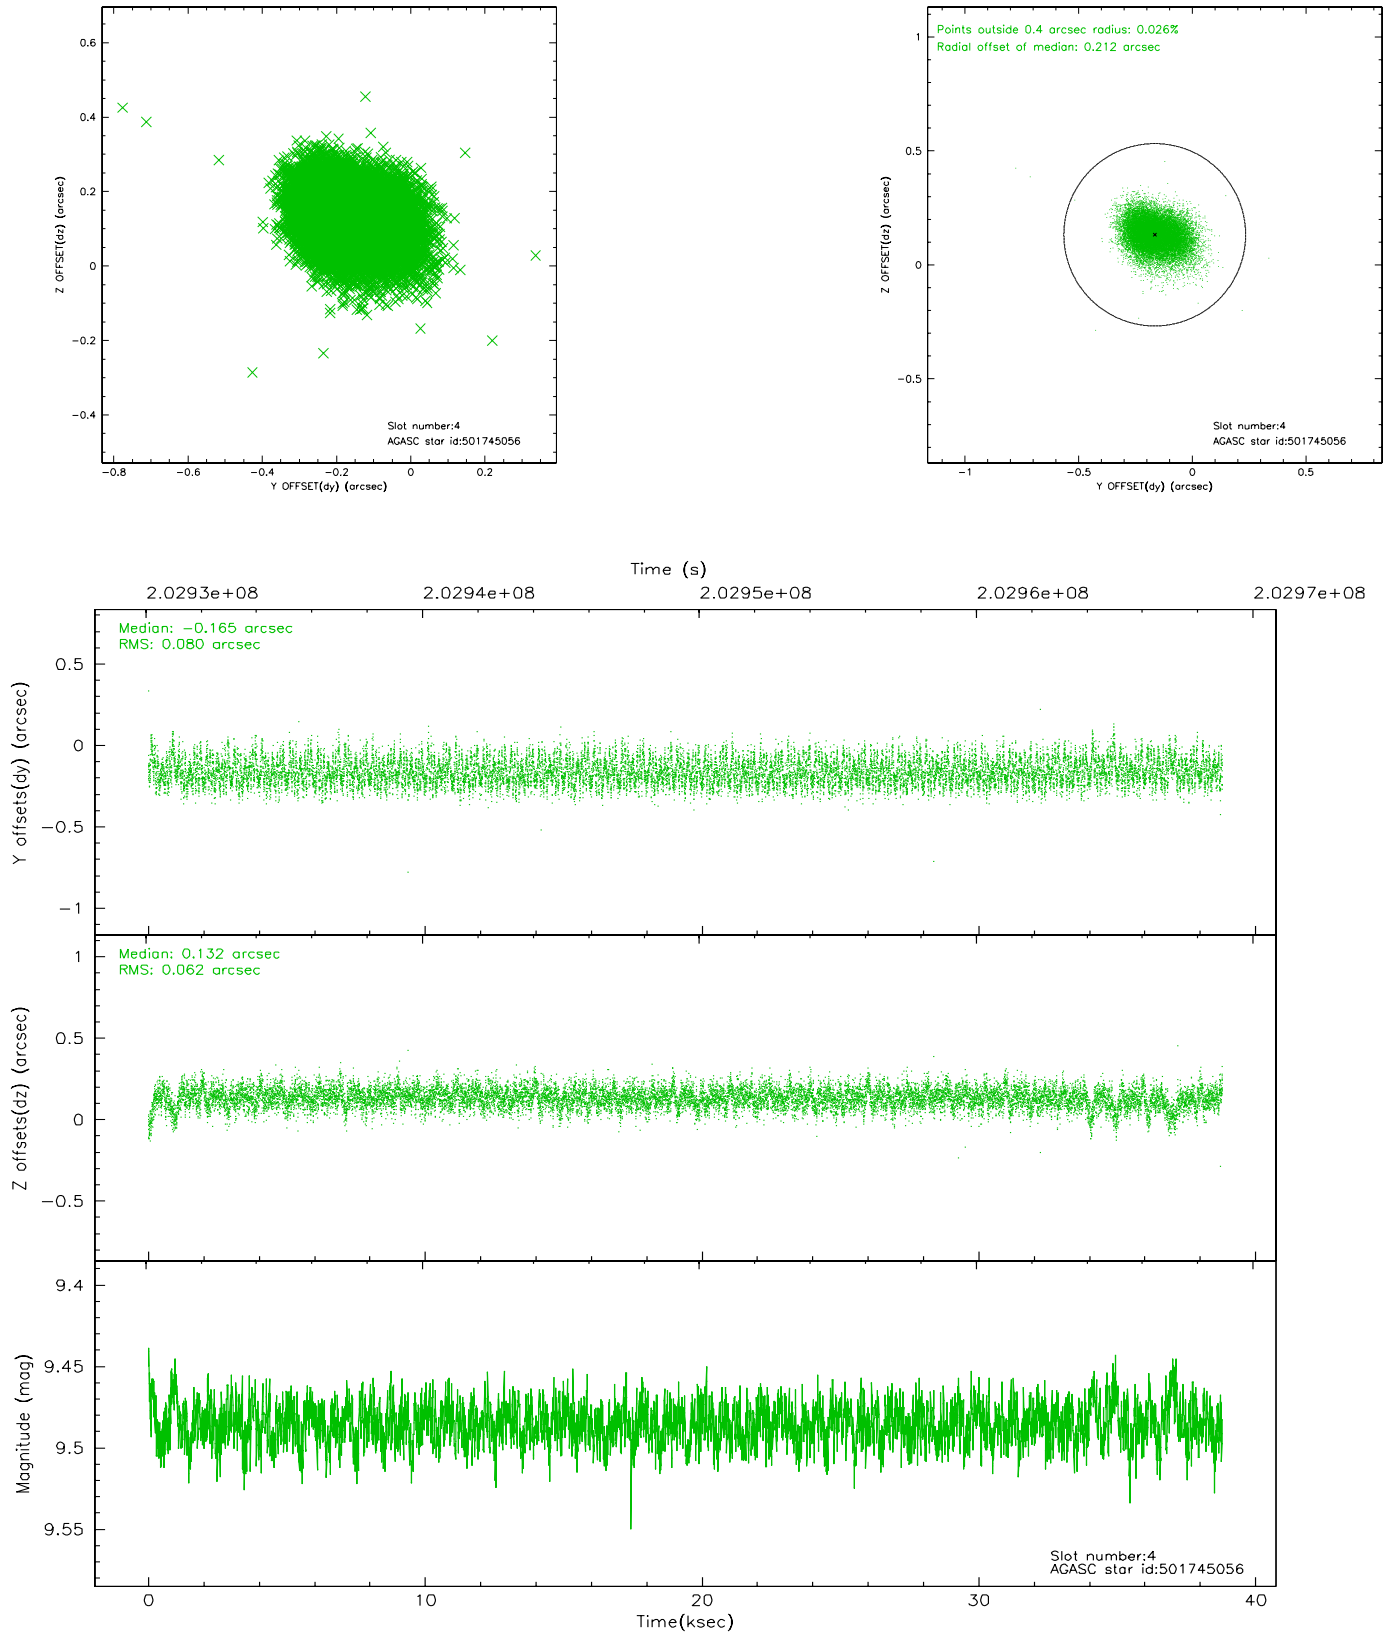 0.6
0.4
0.2
0
−0.2
−0.4
Z OFFSET(dz) (arcsec)
Slot number:4
AGASC star id:501745056
−0.8 −0.6 −0.4 −0.2 0 0.2
Y OFFSET(dy) (arcsec)
Points outside 0.4 arcsec radius: 0.026%
Radial offset of median: 0.212 arcsec
1
0.5
0
−0.5
Z OFFSET(dz) (arcsec)
Slot number:4
AGASC star id:501745056
−1 −0.5 0 0.5
Y OFFSET(dy) (arcsec)
Time (s)
2.0293e+08 2.0294e+08 2.0295e+08 2.0296e+08 2.0297e+08
Median: −0.165 arcsec
RMS: 0.080 arcsec
0.5
0
−0.5
−1
Y offsets(dy) (arcsec)
Median: 0.132 arcsec
RMS: 0.062 arcsec
1
0.5
0
−0.5
Z offsets(dz) (arcsec)
9.4
9.45
9.5
9.55
Magnitude (mag)
Slot number:4
AGASC star id:501745056
0 10 20 30 40
Time(ksec)